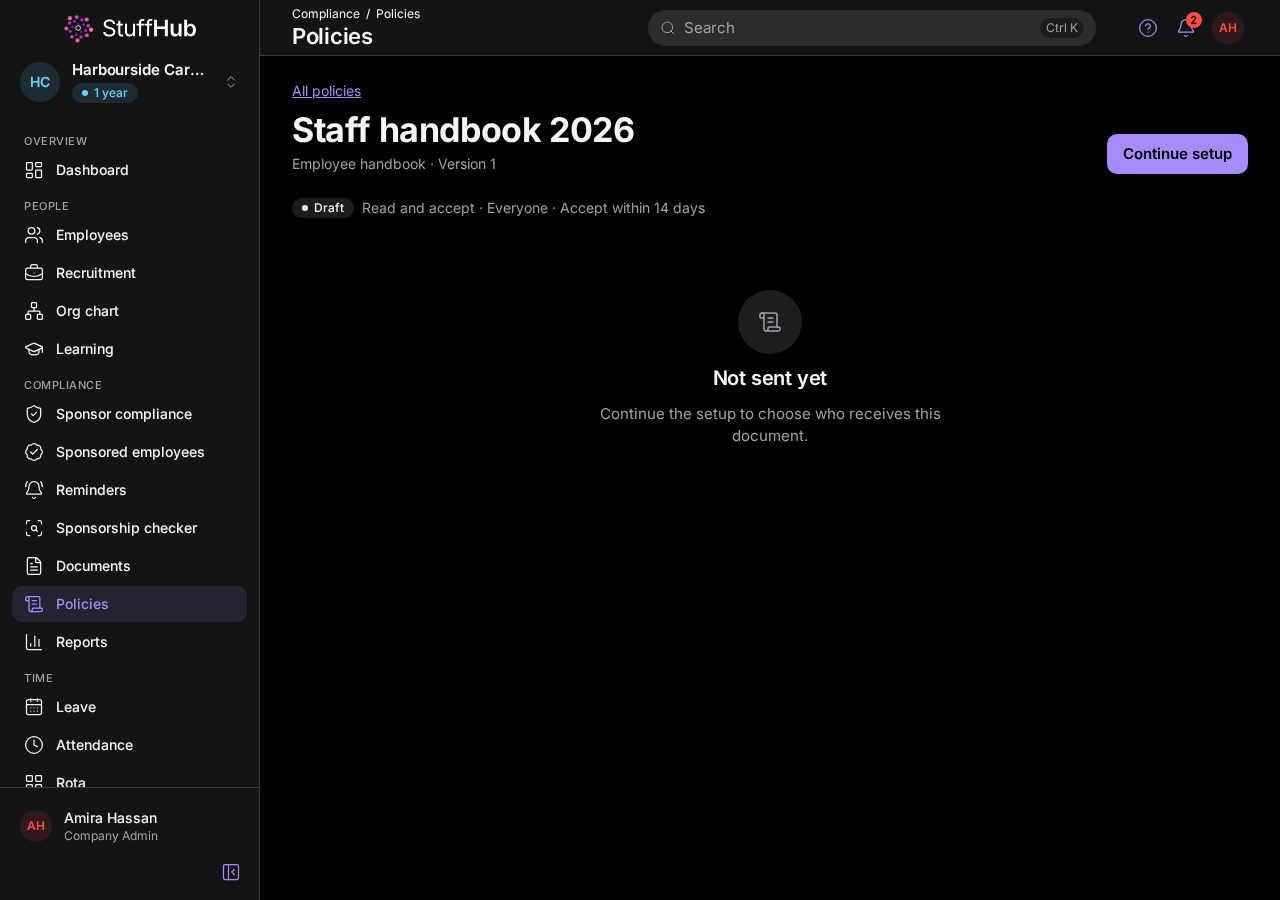 StuffHub
HC
Harbourside Car...
1 year
OVERVIEW
Dashboard
PEOPLE
Employees
Recruitment
Org chart
Learning
COMPLIANCE
Sponsor compliance
Sponsored employees
Reminders
Sponsorship checker
Documents
Policies
Reports
TIME
Leave
Attendance
Rota
AH
Amira Hassan
Company Admin
Compliance / Policies
Policies
Search
Ctrl K
2
AH
All policies
Staff handbook 2026
Employee handbook · Version 1
Continue setup
Draft
Read and accept · Everyone · Accept within 14 days
Not sent yet
Continue the setup to choose who receives this
document.